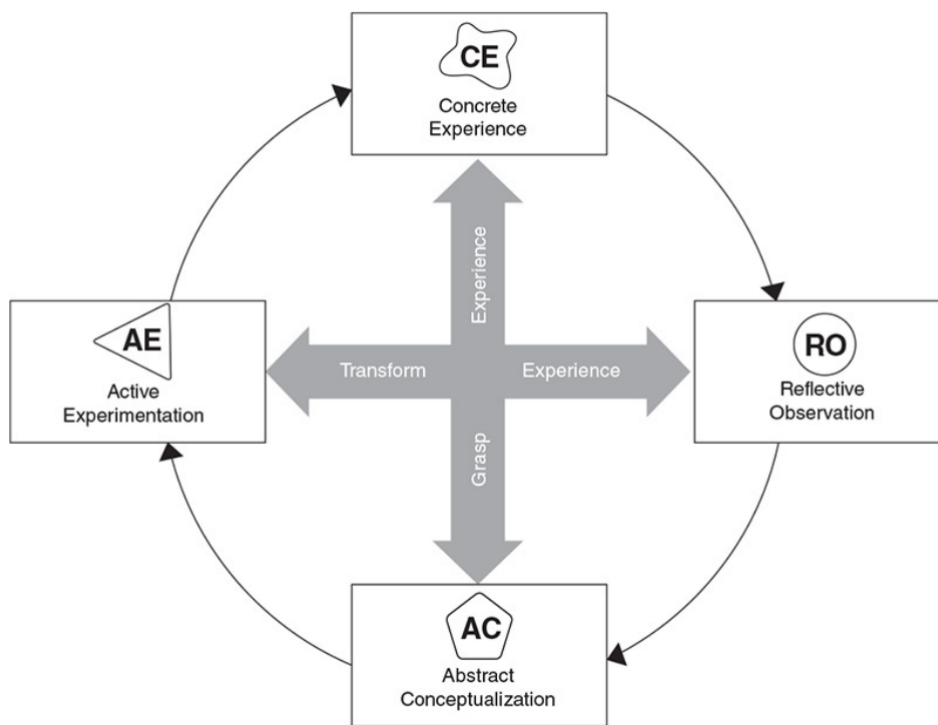 CE
Concrete
Experience
Experience
AE
Active
Experimentation
Transform
Experience
RO
Reflective
Observation
Grasp
AC
Abstract
Conceptualization